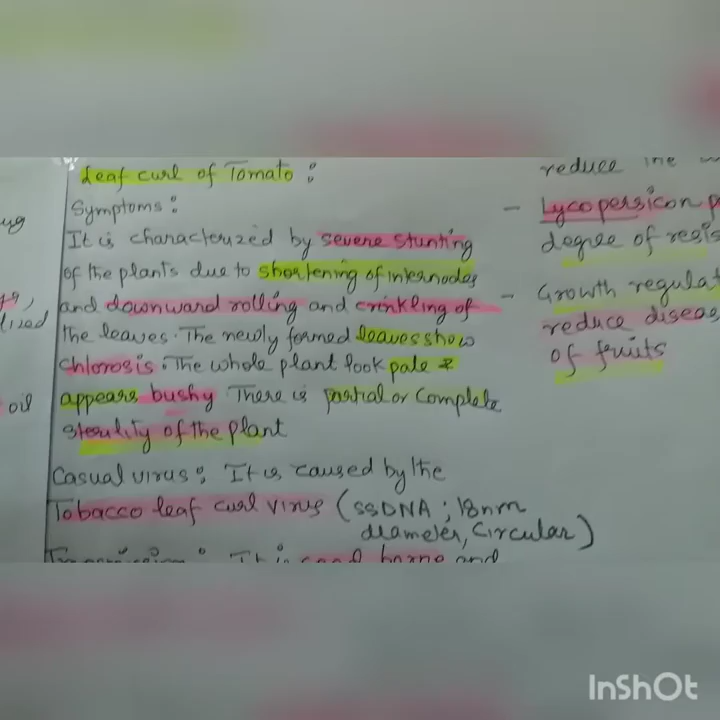 Leaf curl of Tomato :
Symptoms :
It is characterized by severe stunting
of the plants due to shortening of internodes
and downward rolling and crinkling of
the leaves. The newly formed leaves show
chlorosis. The whole plant look pale &
appears bushy There is partial or complete
sterility of the plant
Casual virus : It is caused by the
Tobacco leaf curl virus (ssDNA ; 18nm
diameter, Circular)
reduce the
- Lycopersicon
degree of
- Growth
reduce
of fruits
oil
InShOt